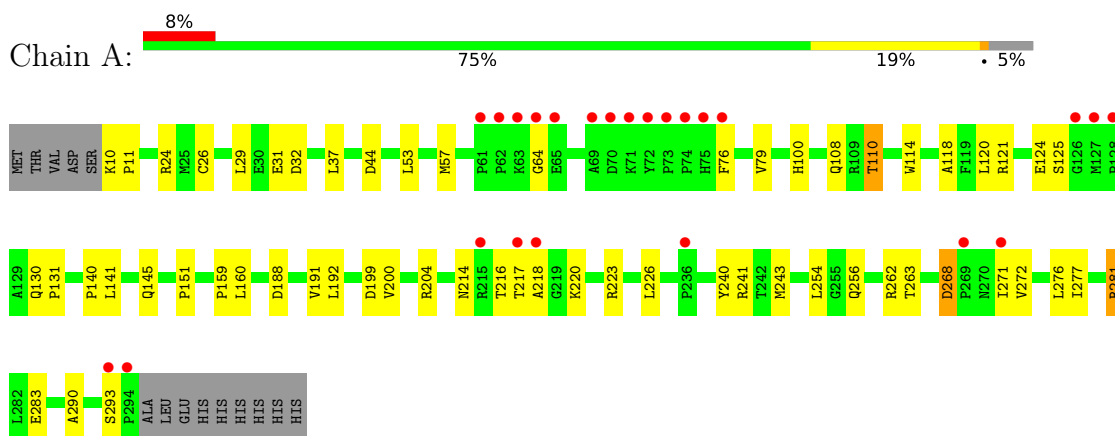 8%
Chain A:
75% 19% • 5%
MET THR VAL ASP SER K10 P11 R24 M25 C26 L29 E30 E31 D32 L37 D44 L53 M57 P61 P62 K63 G64 E65 A69 D70 K71 Y72 P73 P74 H75 F76 V79 H100 Q108 R109 T110 W114 A118 F119 L120 R121 E124 S125 G126 M127
A129 Q130 P131 P140 L141 Q145 P151 P159 L160 D188 V191 L192 D199 V200 R204 N214 R215 T216 T217 A218 G219 K220 R223 L226 P236 Y240 R241 T242 M243 L254 G255 Q256 R262 T263 D268 P269 N270 I271 V272 L276 I277
L282 E283 A290 S293 P294 ALA LEU GLU HIS HIS HIS HIS HIS HIS